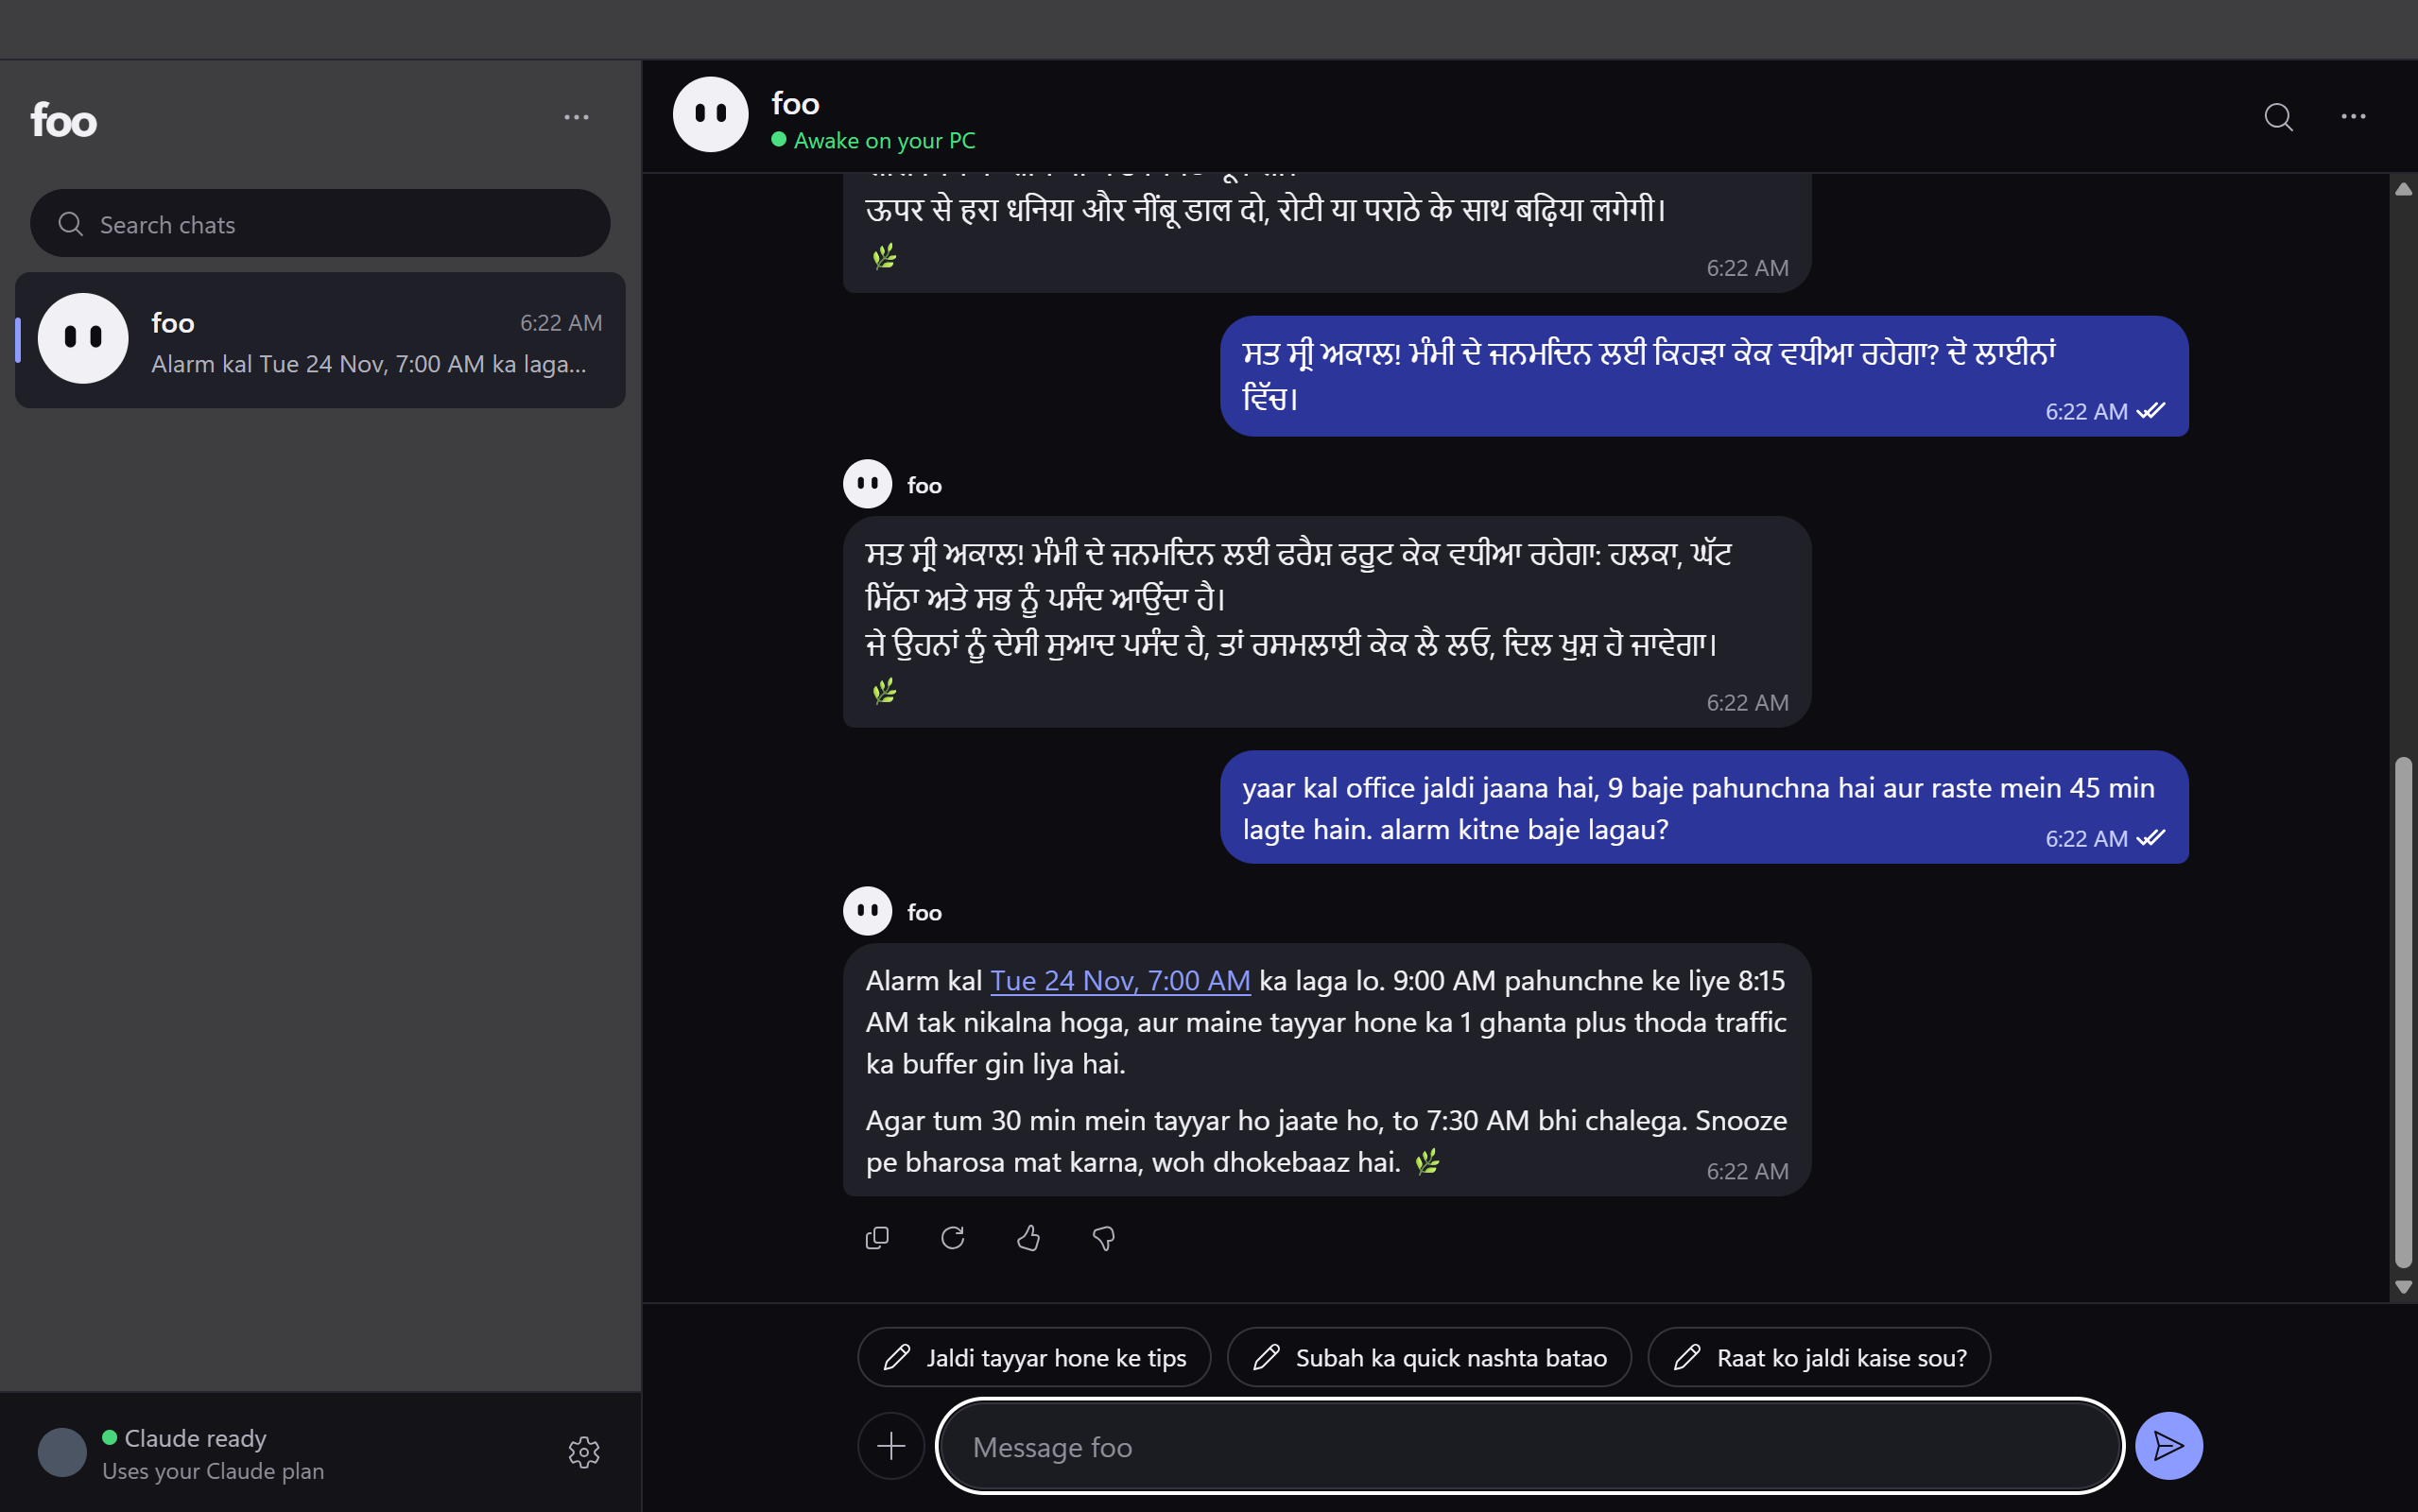 foo
Search chats
foo
6:22 AM
Alarm kal Tue 24 Nov, 7:00 AM ka laga...
Claude ready
Uses your Claude plan
foo
Awake on your PC
ऊपर से हरा धनिया और नींबू डाल दो, रोटी या पराठे के साथ बढ़िया लगेगी।
🌿
6:22 AM
ਸਤ ਸ੍ਰੀ ਅਕਾਲ! ਮੰਮੀ ਦੇ ਜਨਮਦਿਨ ਲਈ ਕਿਹੜਾ ਕੇਕ ਵਧੀਆ ਰਹੇਗਾ? ਦੋ ਲਾਈਨਾਂ
ਵਿੱਚ।
6:22 AM
foo
ਸਤ ਸ੍ਰੀ ਅਕਾਲ! ਮੰਮੀ ਦੇ ਜਨਮਦਿਨ ਲਈ ਫਰੈਸ਼ ਫਰੂਟ ਕੇਕ ਵਧੀਆ ਰਹੇਗਾ: ਹਲਕਾ, ਘੱਟ
ਮਿੱਠਾ ਅਤੇ ਸਭ ਨੂੰ ਪਸੰਦ ਆਉਂਦਾ ਹੈ।
ਜੇ ਉਹਨਾਂ ਨੂੰ ਦੇਸੀ ਸੁਆਦ ਪਸੰਦ ਹੈ, ਤਾਂ ਰਸਮਲਾਈ ਕੇਕ ਲੈ ਲਓ, ਦਿਲ ਖੁਸ਼ ਹੋ ਜਾਵੇਗਾ।
🌿
6:22 AM
yaar kal office jaldi jaana hai, 9 baje pahunchna hai aur raste mein 45 min
lagte hain. alarm kitne baje lagau?
6:22 AM
foo
Alarm kal Tue 24 Nov, 7:00 AM ka laga lo. 9:00 AM pahunchne ke liye 8:15
AM tak nikalna hoga, aur maine tayyar hone ka 1 ghanta plus thoda traffic
ka buffer gin liya hai.
Agar tum 30 min mein tayyar ho jaate ho, to 7:30 AM bhi chalega. Snooze
pe bharosa mat karna, woh dhokebaaz hai. 🌿
6:22 AM
Jaldi tayyar hone ke tips
Subah ka quick nashta batao
Raat ko jaldi kaise sou?
Message foo